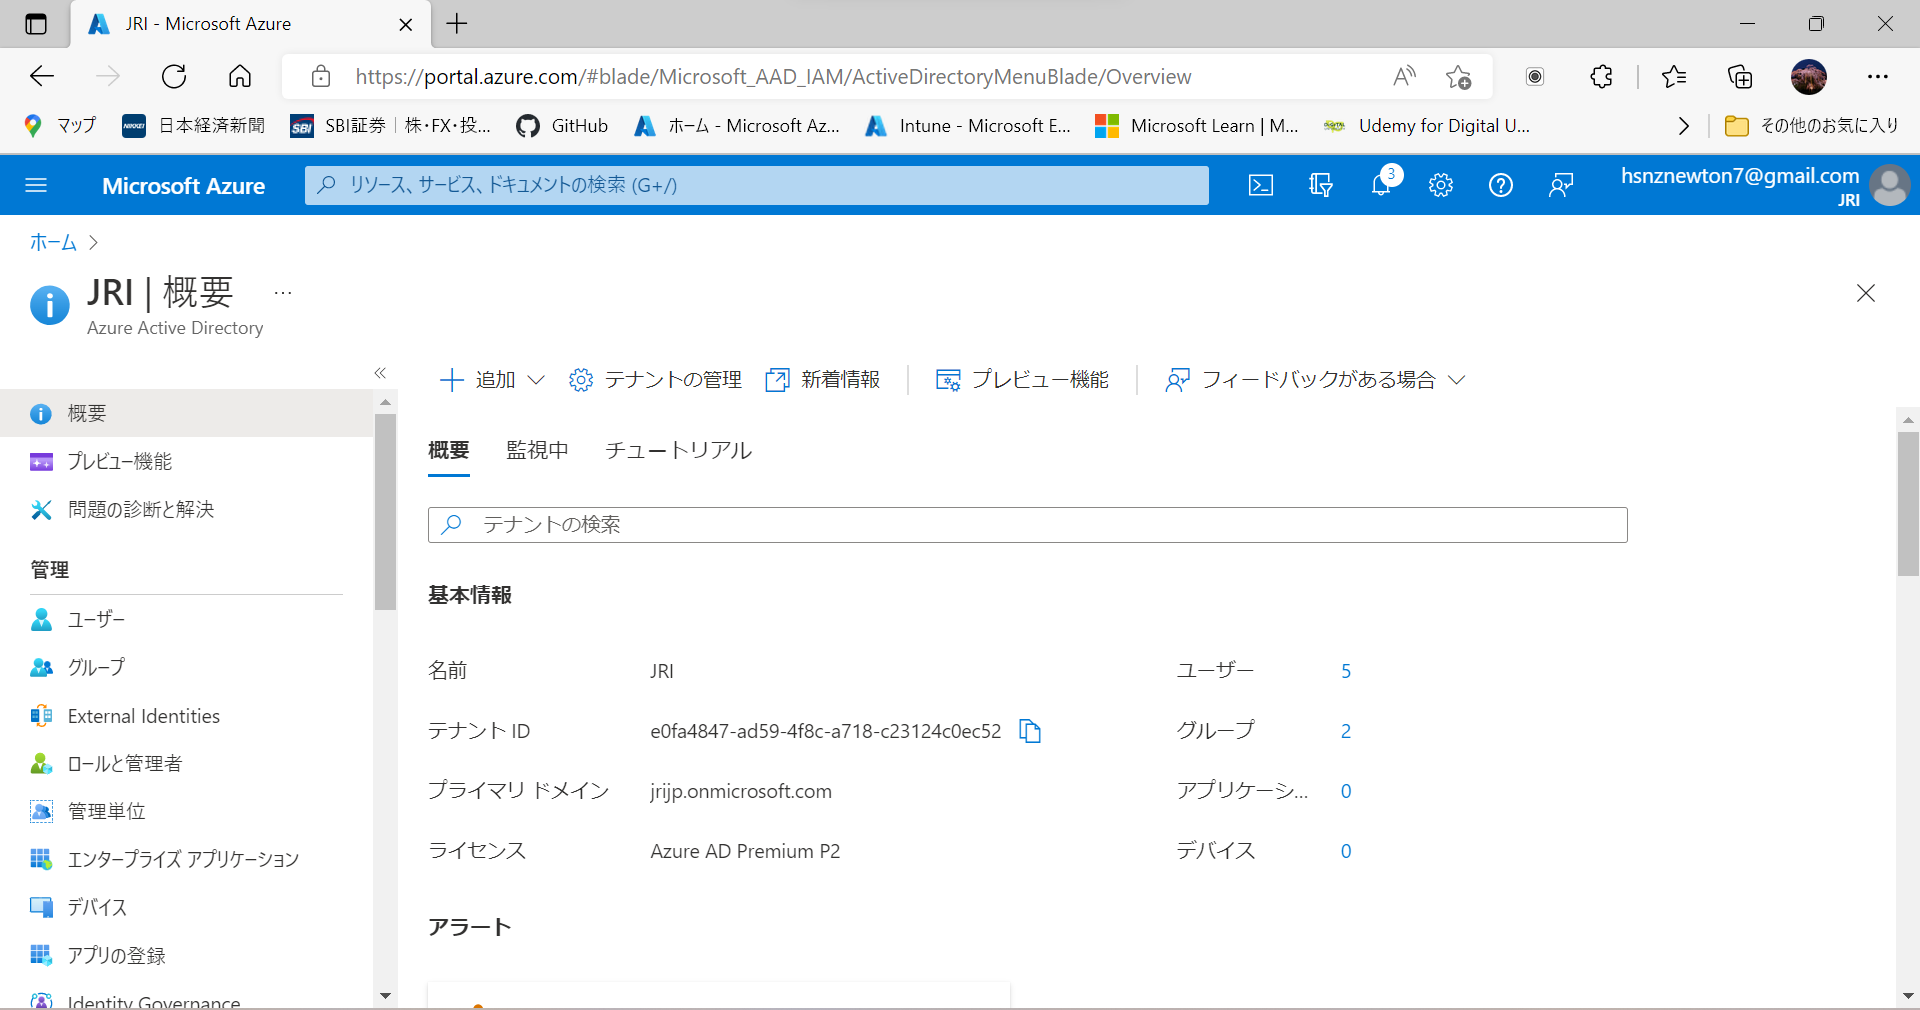 JRI - Microsoft Azure
https://portal.azure.com/#blade/Microsoft_AAD_IAM/ActiveDirectoryMenuBlade/Overview
マップ
日本経済新聞
SBI証券｜株・FX・投...
GitHub
ホーム - Microsoft Az...
Intune - Microsoft E...
Microsoft Learn | M...
Udemy for Digital U...
その他のお気に入り
Microsoft Azure
リソース、サービス、ドキュメントの検索 (G+/)
3
hsnznewton7@gmail.com
JRI
ホーム
JRI | 概要
Azure Active Directory
追加
テナントの管理
新着情報
プレビュー機能
フィードバックがある場合
概要
プレビュー機能
問題の診断と解決
管理
ユーザー
グループ
External Identities
ロールと管理者
管理単位
エンタープライズ アプリケーション
デバイス
アプリの登録
Identity Governance
概要
監視中
チュートリアル
テナントの検索
基本情報
名前 JRI
ユーザー 5
テナント ID e0fa4847-ad59-4f8c-a718-c23124c0ec52
グループ 2
プライマリ ドメイン jrijp.onmicrosoft.com
アプリケーシ... 0
ライセンス Azure AD Premium P2
デバイス 0
アラート